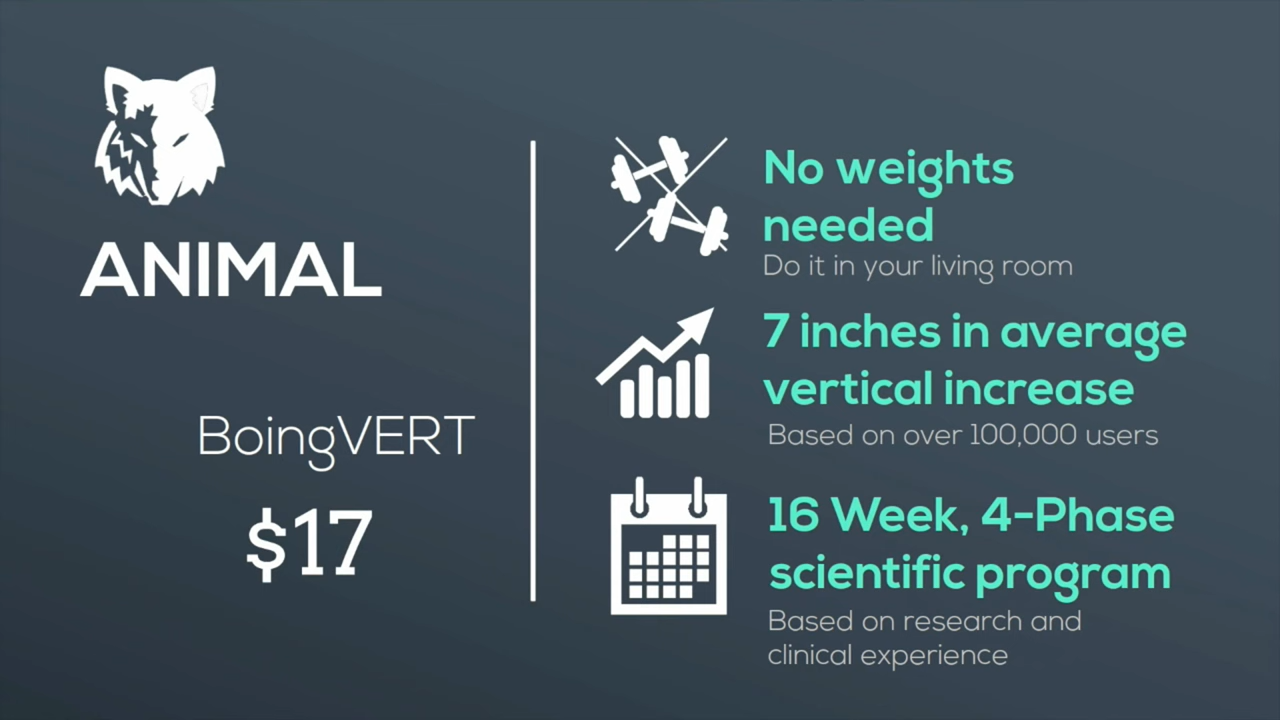 ANIMAL
BoingVERT
$17
No weights
needed
Do it in your living room
7 inches in average
vertical increase
Based on over 100,000 users
16 Week, 4-Phase
scientific program
Based on research and
clinical experience